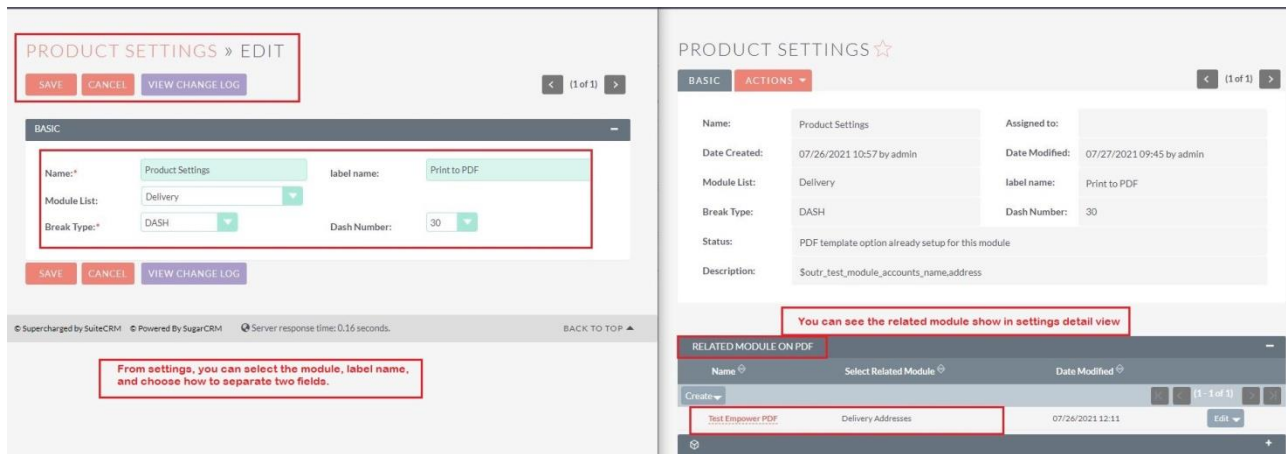 PRODUCT SETTINGS » EDIT
SAVE CANCEL VIEW CHANGE LOG
(1 of 1)
BASIC
Name:* Product Settings label name: Print to PDF
Module List: Delivery
Break Type:* DASH Dash Number: 30
SAVE CANCEL VIEW CHANGE LOG
© Supercharged by SuiteCRM © Powered By SugarCRM Server response time: 0.16 seconds. BACK TO TOP
From settings, you can select the module, label name,
and choose how to separate two fields.
PRODUCT SETTINGS
BASIC ACTIONS (1 of 1)
Name: Product Settings Assigned to:
Date Created: 07/26/2021 10:57 by admin Date Modified: 07/27/2021 09:45 by admin
Module List: Delivery label name: Print to PDF
Break Type: DASH Dash Number: 30
Status: PDF template option already setup for this module
Description: $outr_test_module_accounts_name,address
You can see the related module show in settings detail view
RELATED MODULE ON PDF
Name Select Related Module Date Modified
Create (1 - 1 of 1)
Test Empower PDF Delivery Addresses 07/26/2021 12:11 Edit